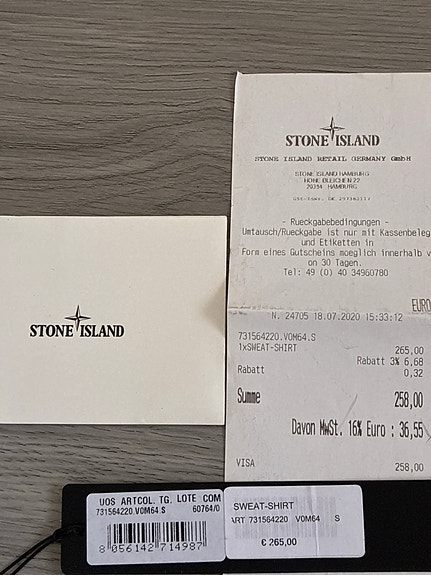 STONE ISLAND
STONE ISLAND RETAIL GERMANY GmbH
STONE ISLAND HAMBURG
HOHE BLEICHEN 22
20354 HAMBURG
- Rueckgabebedingungen -
Umtausch/Rueckgabe ist nur mit Kassenbeleg
und Etiketten in
Form eines Gutscheins moeglich innerhalb v
on 30 Tagen.
Tel: 49 (0) 40 34960780
EURO
N. 24705 18.07.2020 15:33:12
731564220.VOM64.S
1xSWEAT-SHIRT 265,00
Rabatt 3% 6,68
Rabatt 0,32
Summe 258,00
Davon MwSt. 16% Euro : 36,55
VISA 258,00
STONE ISLAND
UOS ARTCOL. TG. LOTE COM
731564220.VOM64.S 60764/0
8 056142 714987
SWEAT-SHIRT
ART 731564220 VOM64 S
€ 265,00